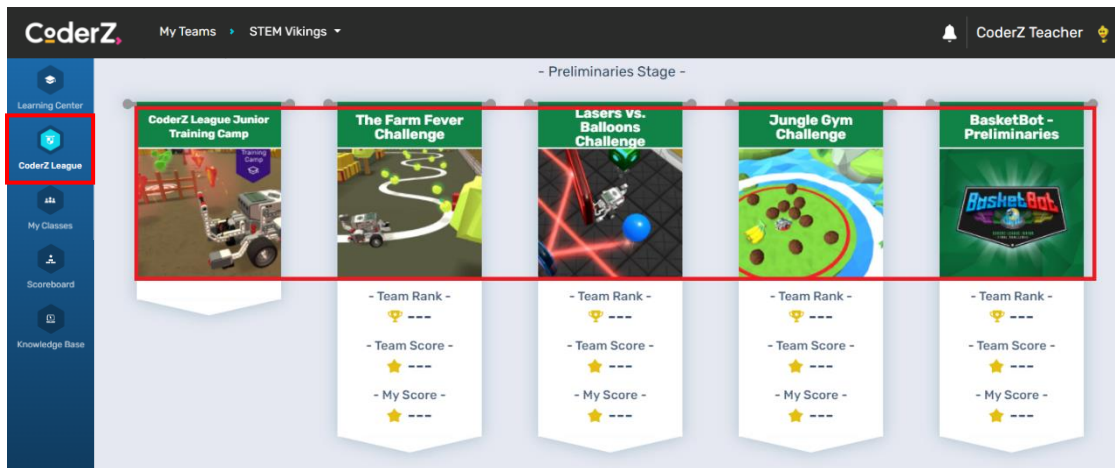 CoderZ
My Teams
STEM Vikings
CoderZ Teacher
Learning Center
CoderZ League
My Classes
Scoreboard
Knowledge Base
- Preliminaries Stage -
CoderZ League Junior
Training Camp
Training
Camp
The Farm Fever
Challenge
- Team Rank -
---
- Team Score -
---
- My Score -
---
Lasers Vs.
Balloons
Challenge
- Team Rank -
---
- Team Score -
---
- My Score -
---
Jungle Gym
Challenge
- Team Rank -
---
- Team Score -
---
- My Score -
---
BasketBot -
Preliminaries
BasketBot
- Team Rank -
---
- Team Score -
---
- My Score -
---